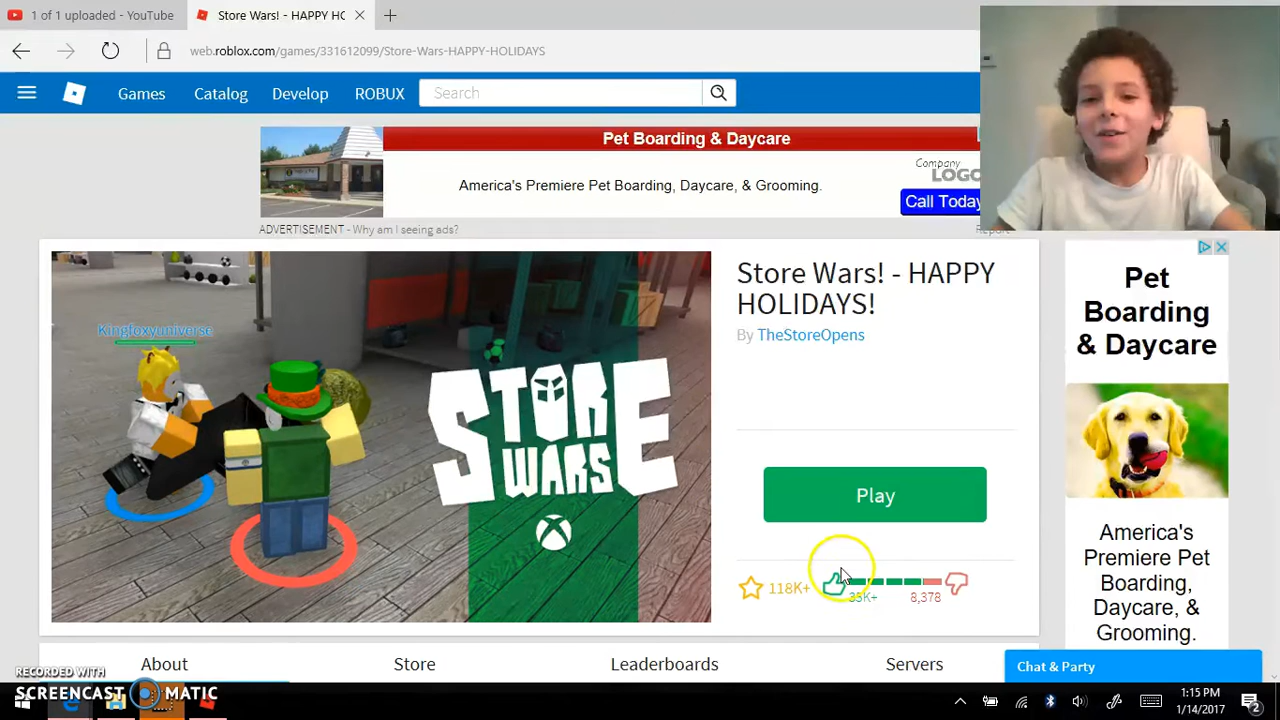 1 of 1 uploaded - YouTube
Store Wars! - HAPPY HC
web.roblox.com/games/331612099/Store-Wars-HAPPY-HOLIDAYS
Games
Catalog
Develop
ROBUX
Search
Pet Boarding & Daycare
America's Premiere Pet Boarding, Daycare, & Grooming.
Company
LOGO
Call Today
ADVERTISEMENT - Why am I seeing ads?
Report
Kingfoxyuniverse
STORE
WARS
Store Wars! - HAPPY
HOLIDAYS!
By TheStoreOpens
Play
118K+
35K+
8,378
Pet
Boarding
& Daycare
America's
Premiere Pet
Boarding,
Daycare, &
Grooming.
About
Store
Leaderboards
Servers
Chat & Party
RECORDED WITH
SCREENCAST MATIC
1:15 PM
1/14/2017
2